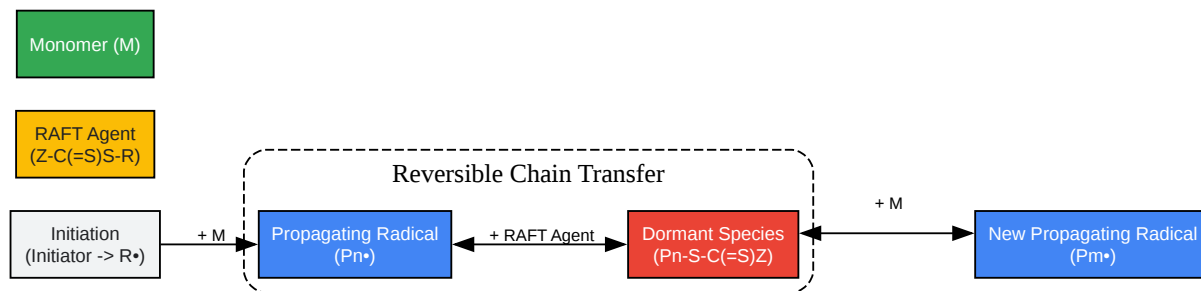 Monomer (M)
RAFT Agent
(Z-C(=S)S-R)
Reversible Chain Transfer
Initiation
(Initiator -> R•)
+ M
Propagating Radical
(Pn•)
+ RAFT Agent
Dormant Species
(Pn-S-C(=S)Z)
+ M
New Propagating Radical
(Pm•)